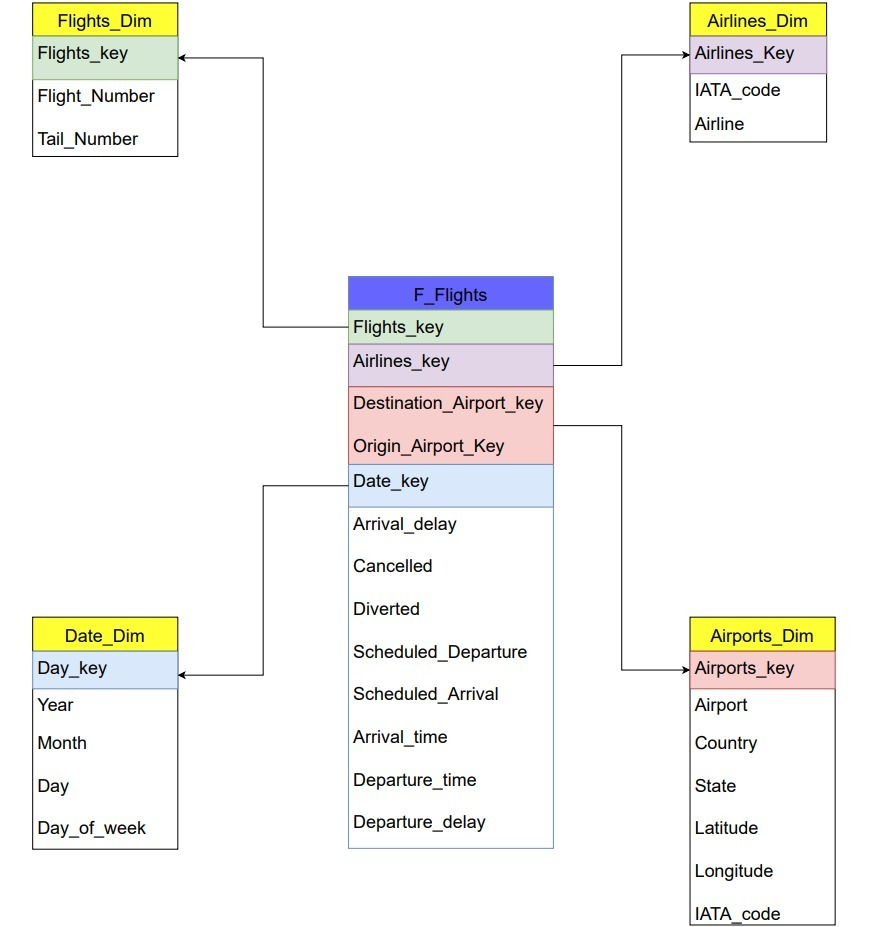 Flights_Dim
Flights_key
Flight_Number
Tail_Number
Airlines_Dim
Airlines_Key
IATA_code
Airline
F_Flights
Flights_key
Airlines_key
Destination_Airport_key
Origin_Airport_Key
Date_key
Arrival_delay
Cancelled
Diverted
Scheduled_Departure
Scheduled_Arrival
Arrival_time
Departure_time
Departure_delay
Date_Dim
Day_key
Year
Month
Day
Day_of_week
Airports_Dim
Airports_key
Airport
Country
State
Latitude
Longitude
IATA_code